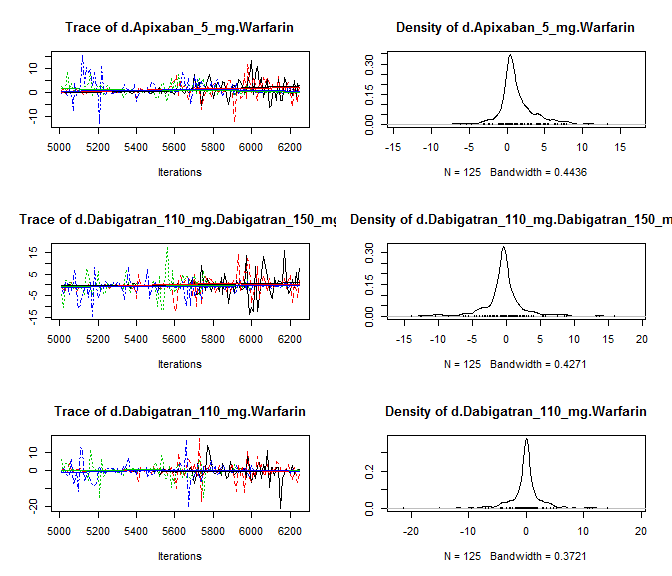 Trace of d.Apixaban_5_mg.Warfarin
10
0
-10
5000 5200 5400 5600 5800 6000 6200
Iterations
Density of d.Apixaban_5_mg.Warfarin
0.30
0.15
0.00
-15 -10 -5 0 5 10 15
N = 125 Bandwidth = 0.4436
Trace of d.Dabigatran_110_mg.Dabigatran_150_mg
15
5
-5
-15
5000 5200 5400 5600 5800 6000 6200
Iterations
Density of d.Dabigatran_110_mg.Dabigatran_150_m
0.30
0.15
0.00
-15 -10 -5 0 5 10 15 20
N = 125 Bandwidth = 0.4271
Trace of d.Dabigatran_110_mg.Warfarin
10
0
-20
5000 5200 5400 5600 5800 6000 6200
Iterations
Density of d.Dabigatran_110_mg.Warfarin
0.2
0.0
-20 -10 0 10 20
N = 125 Bandwidth = 0.3721